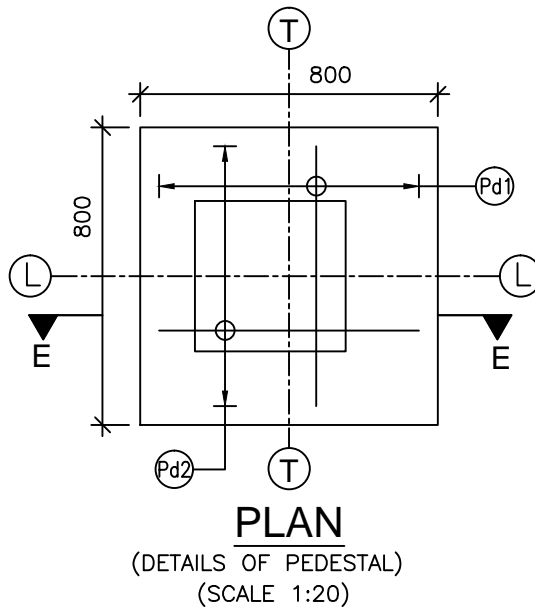 T
800
Pd1
800
L
L
E
E
Pd2
T
PLAN
(DETAILS OF PEDESTAL)
(SCALE 1:20)